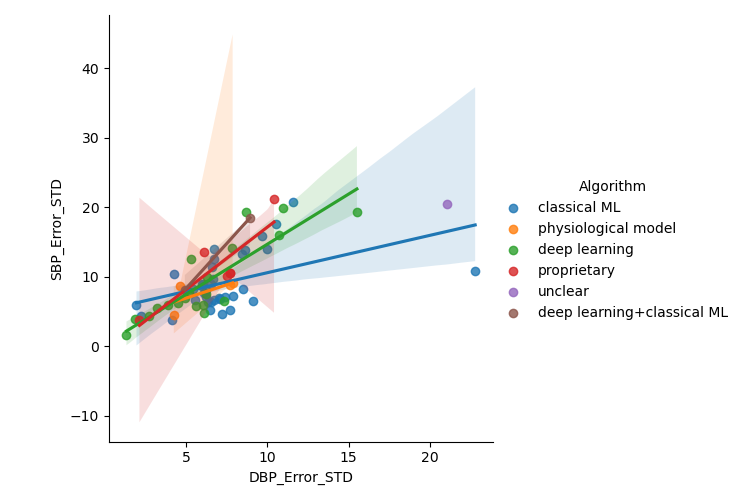 40
30
20
10
0
−10
SBP_Error_STD
5
10
15
20
DBP_Error_STD
Algorithm
classical ML
physiological model
deep learning
proprietary
unclear
deep learning+classical ML